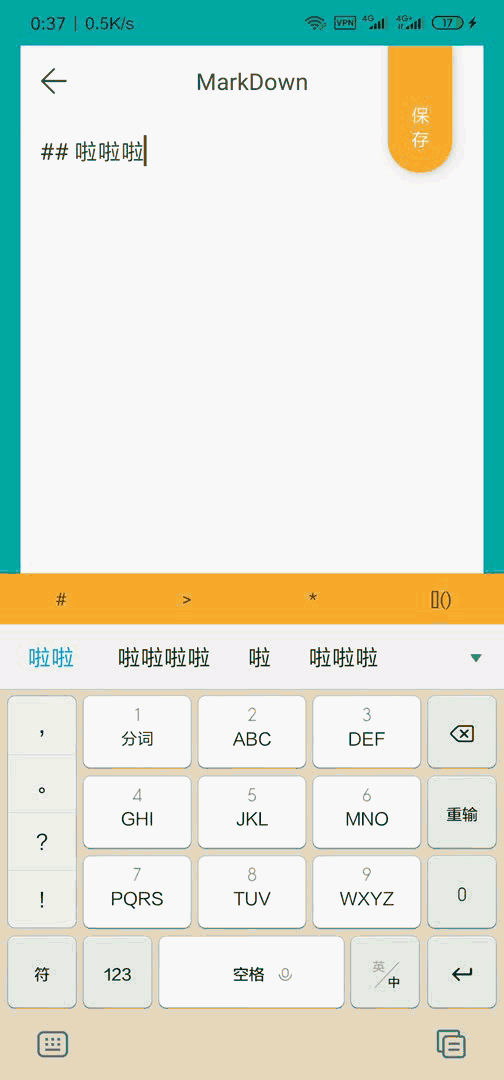 0:37 | 0.5K/s VPN 4G 4G+ 17
MarkDown
保
存
## 啦啦啦
# > * []()
啦啦 啦啦啦啦 啦 啦啦啦
,
。
?
!
1
分词
2
ABC
3
DEF
4
GHI
5
JKL
6
MNO
重输
7
PQRS
8
TUV
9
WXYZ
0
符
123
空格
英/中